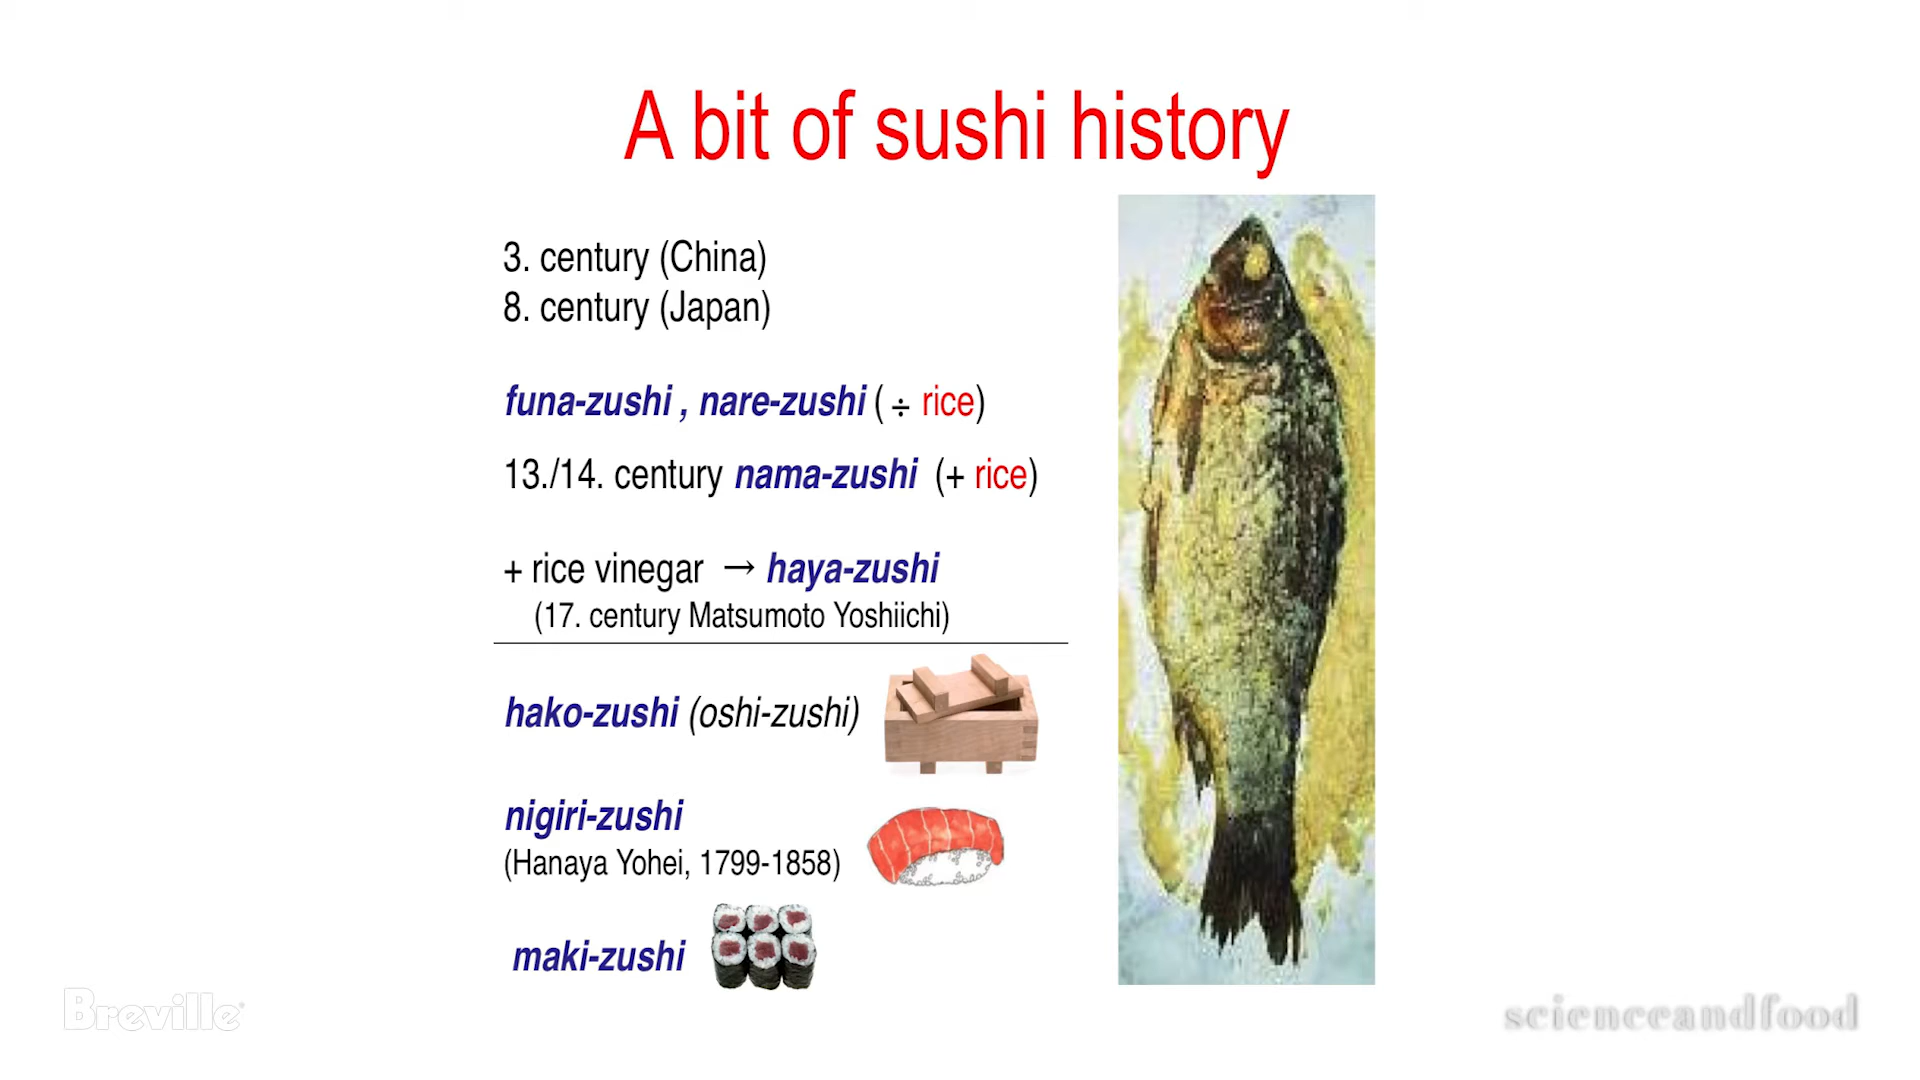 A bit of sushi history
3. century (China)
8. century (Japan)
funa-zushi , nare-zushi ( ÷ rice)
13./14. century nama-zushi (+ rice)
+ rice vinegar → haya-zushi
(17. century Matsumoto Yoshiichi)
hako-zushi (oshi-zushi)
nigiri-zushi
(Hanaya Yohei, 1799-1858)
maki-zushi
Breville
scienceandfood